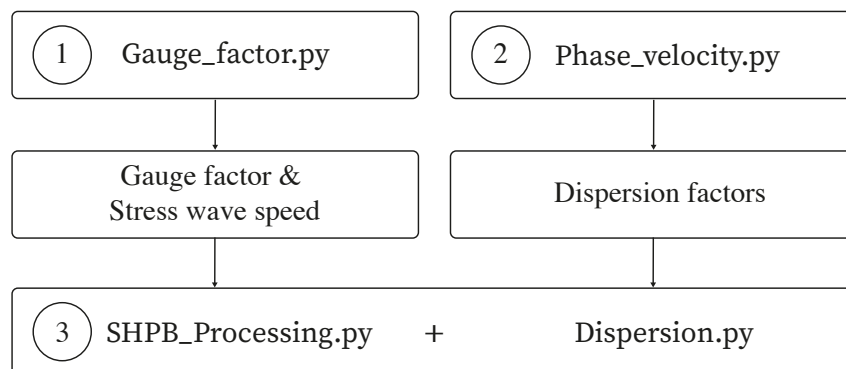 1 Gauge_factor.py
2 Phase_velocity.py
Gauge factor &
Stress wave speed
Dispersion factors
3 SHPB_Processing.py + Dispersion.py